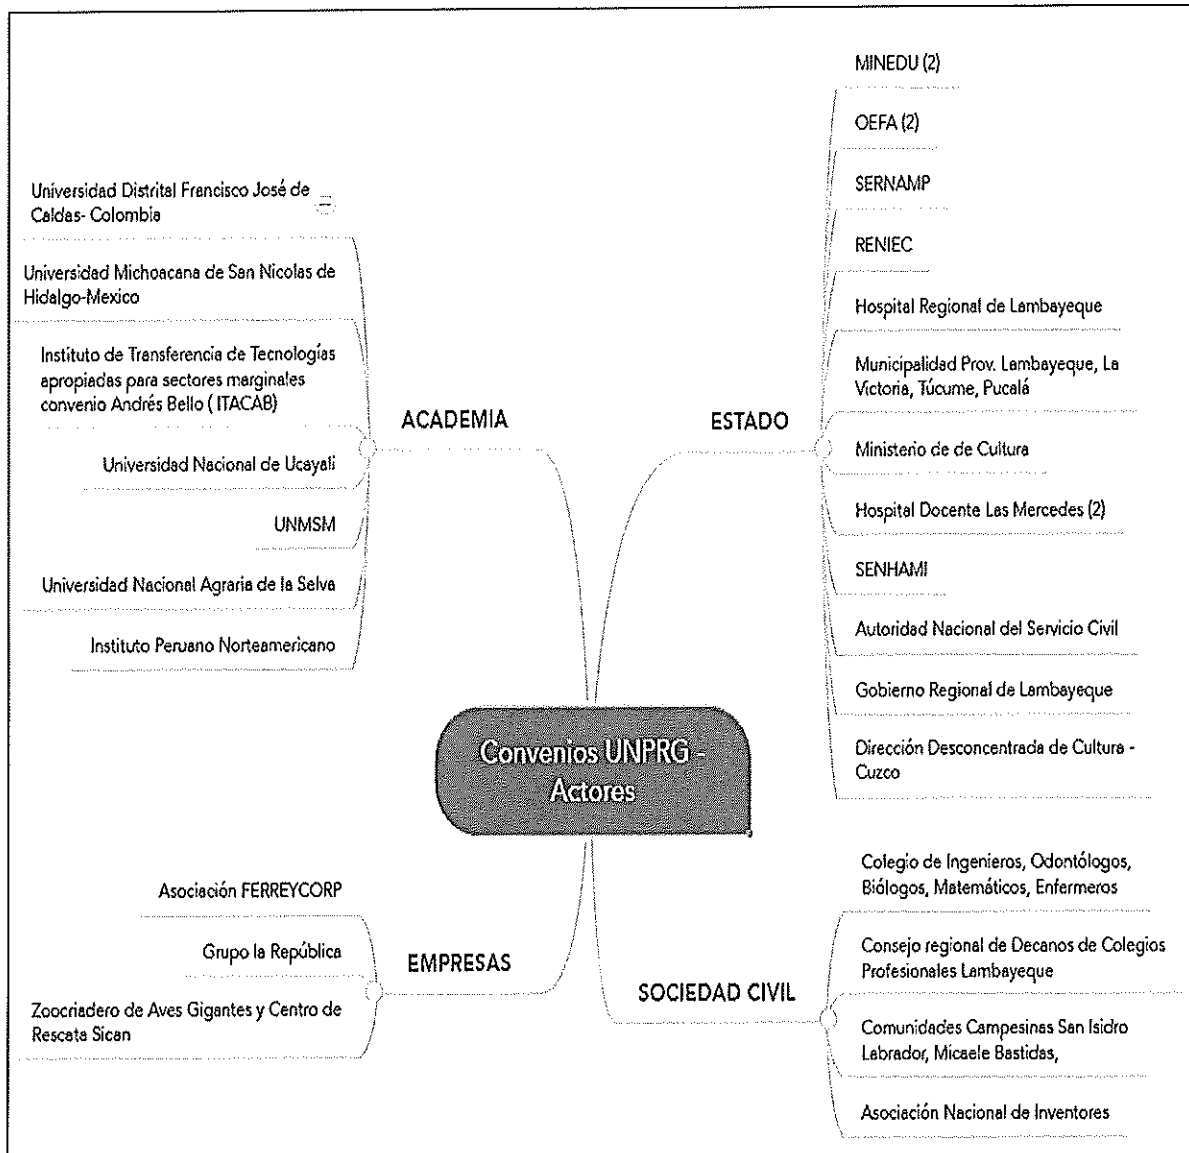 Universidad Distrital Francisco José de
Caldas- Colombia
Universidad Michoacana de San Nicolas de
Hidalgo-Mexico
Instituto de Transferencia de Tecnologías
apropiadas para sectores marginales
convenio Andrés Bello ( ITACAB)
Universidad Nacional de Ucayali
UNMSM
Universidad Nacional Agraria de la Selva
Instituto Peruano Norteamericano
ACADEMIA
ESTADO
MINEDU (2)
OEFA (2)
SERNAMP
RENIEC
Hospital Regional de Lambayeque
Municipalidad Prov. Lambayeque, La
Victoria, Túcume, Pucalá
Ministerio de de Cultura
Hospital Docente Las Mercedes (2)
SENHAMI
Autoridad Nacional del Servicio Civil
Gobierno Regional de Lambayeque
Dirección Desconcentrada de Cultura -
Cuzco
Convenios UNPRG -
Actores
Asociación FERREYCORP
Grupo la República
Zoocriadero de Aves Gigantes y Centro de
Rescata Sican
EMPRESAS
SOCIEDAD CIVIL
Colegio de Ingenieros, Odontólogos,
Biólogos, Matemáticos, Enfermeros
Consejo regional de Decanos de Colegios
Profesionales Lambayeque
Comunidades Campesinas San Isidro
Labrador, Micaele Bastidas,
Asociación Nacional de Inventores